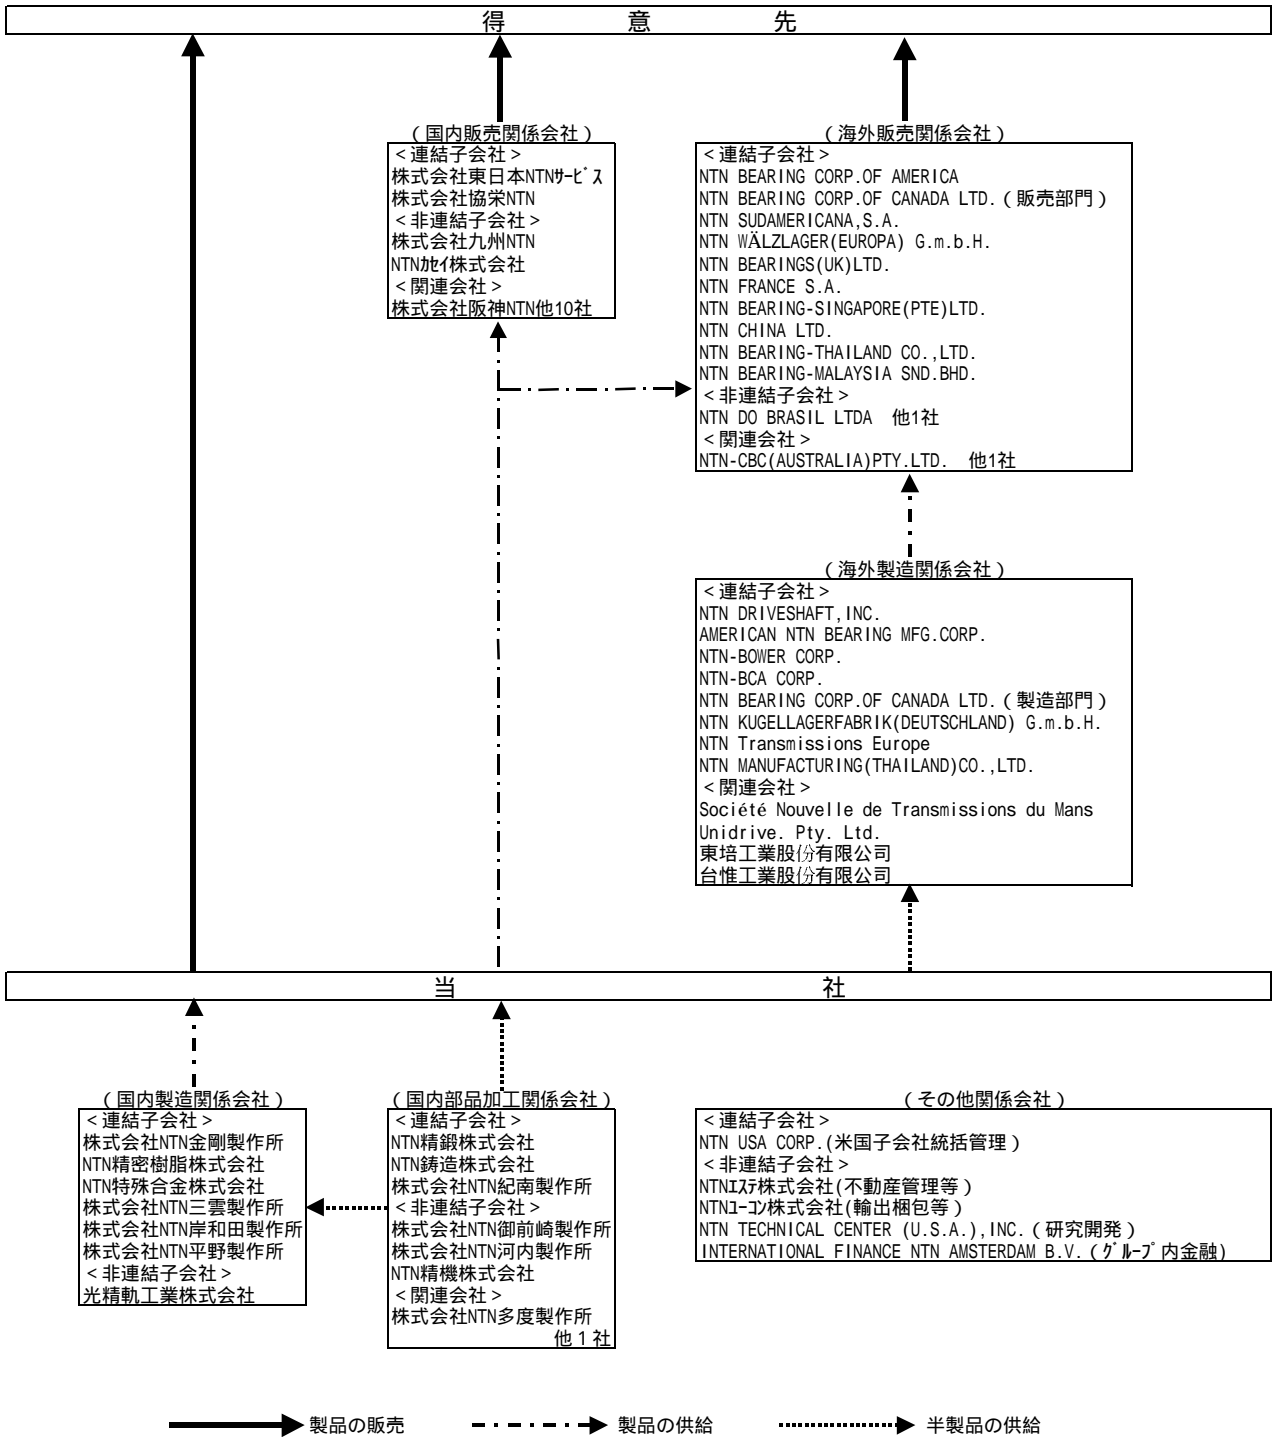 得意先
(国内販売関係会社)
<連結子会社>
株式会社東日本NTNサービス
株式会社協栄NTN
<非連結子会社>
株式会社九州NTN
NTNカセイ株式会社
<関連会社>
株式会社阪神NTN他10社
(海外販売関係会社)
<連結子会社>
NTN BEARING CORP.OF AMERICA
NTN BEARING CORP.OF CANADA LTD.(販売部門)
NTN SUDAMERICANA,S.A.
NTN WÄLZLAGER(EUROPA) G.m.b.H.
NTN BEARINGS(UK)LTD.
NTN FRANCE S.A.
NTN BEARING-SINGAPORE(PTE)LTD.
NTN CHINA LTD.
NTN BEARING-THAILAND CO.,LTD.
NTN BEARING-MALAYSIA SND.BHD.
<非連結子会社>
NTN DO BRASIL LTDA 他1社
<関連会社>
NTN-CBC(AUSTRALIA)PTY.LTD. 他1社
(海外製造関係会社)
<連結子会社>
NTN DRIVESHAFT,INC.
AMERICAN NTN BEARING MFG.CORP.
NTN-BOWER CORP.
NTN-BCA CORP.
NTN BEARING CORP.OF CANADA LTD.(製造部門)
NTN KUGELLAGERFABRIK(DEUTSCHLAND) G.m.b.H.
NTN Transmissions Europe
NTN MANUFACTURING(THAILAND)CO.,LTD.
<関連会社>
Société Nouvelle de Transmissions du Mans
Unidrive. Pty. Ltd.
東培工業股份有限公司
台惟工業股份有限公司
当社
(国内製造関係会社)
<連結子会社>
株式会社NTN金剛製作所
NTN精密樹脂株式会社
NTN特殊合金株式会社
株式会社NTN三雲製作所
株式会社NTN岸和田製作所
株式会社NTN平野製作所
<非連結子会社>
光精軌工業株式会社
(国内部品加工関係会社)
<連結子会社>
NTN精鍛株式会社
NTN鋳造株式会社
株式会社NTN紀南製作所
<非連結子会社>
株式会社NTN御前崎製作所
株式会社NTN河内製作所
NTN精機株式会社
<関連会社>
株式会社NTN多度製作所
他1社
(その他関係会社)
<連結子会社>
NTN USA CORP.(米国子会社統括管理)
<非連結子会社>
NTNエステ株式会社(不動産管理等)
NTNユーコン株式会社(輸出梱包等)
NTN TECHNICAL CENTER (U.S.A.),INC.(研究開発)
INTERNATIONAL FINANCE NTN AMSTERDAM B.V.(グループ内金融)
製品の販売
製品の供給
半製品の供給